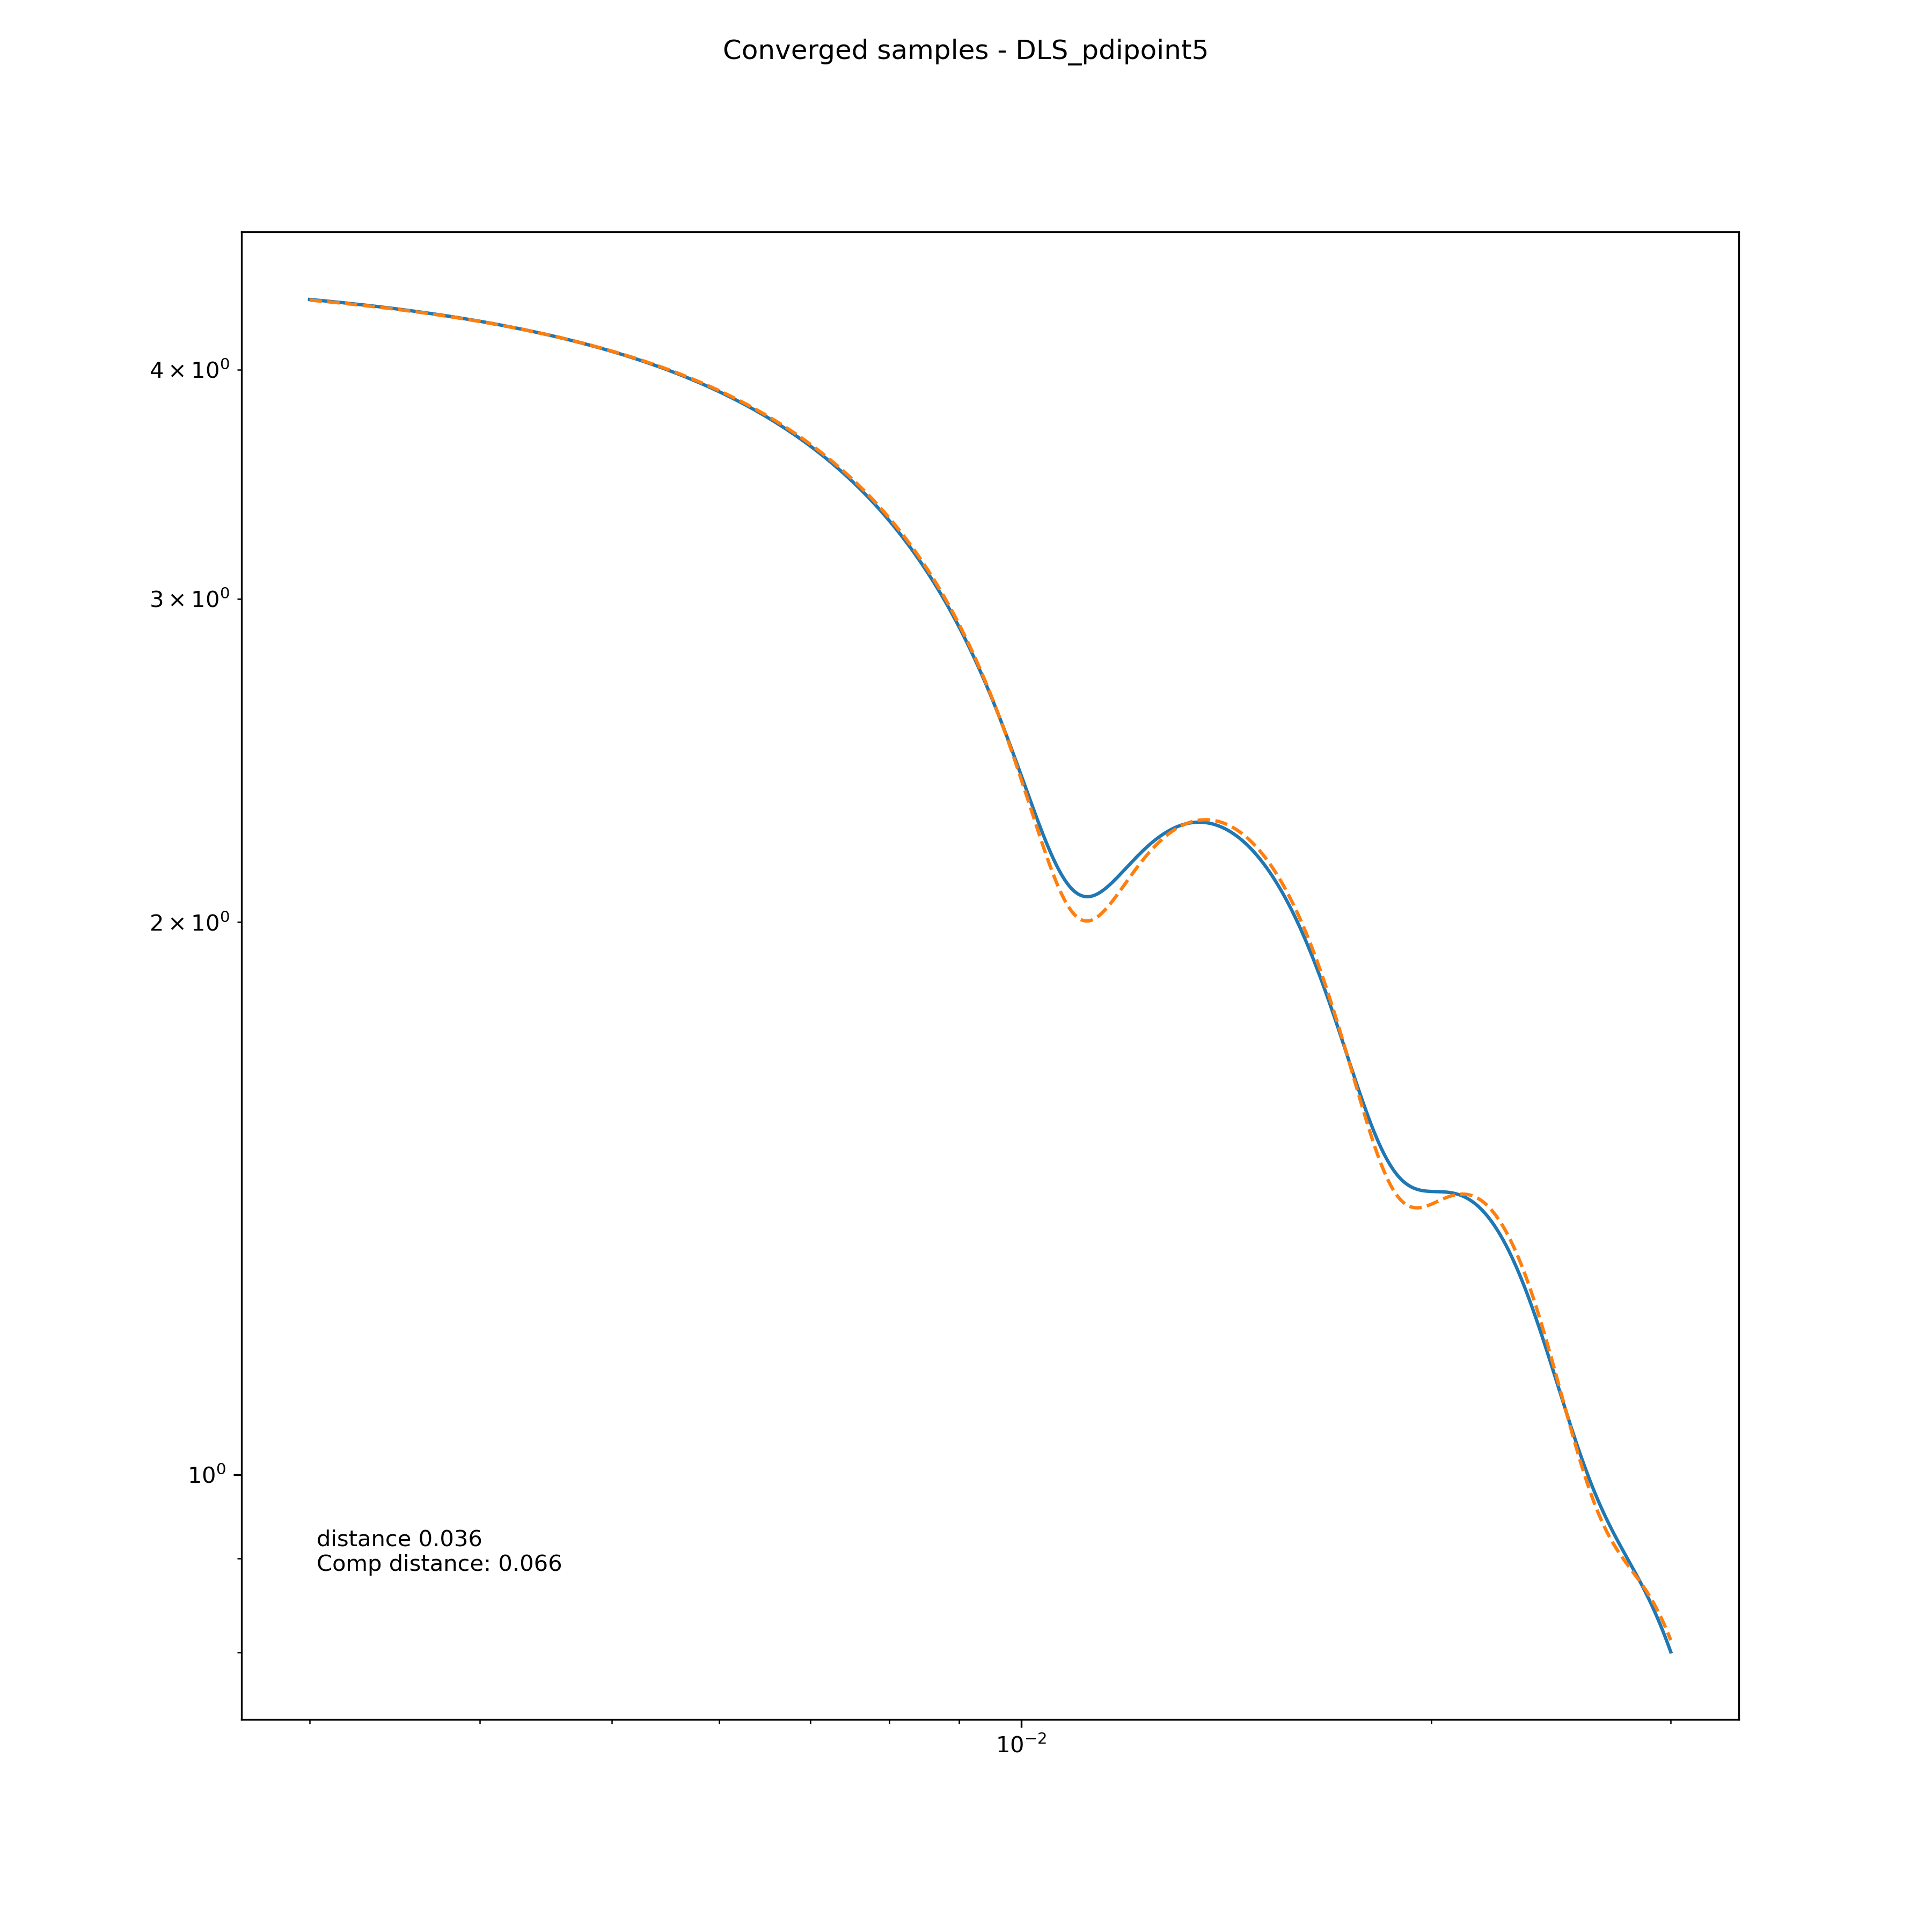 Converged samples - DLS_pdipoint5
4 × 10⁰
3 × 10⁰
2 × 10⁰
10⁰
distance 0.036
Comp distance: 0.066
10⁻²